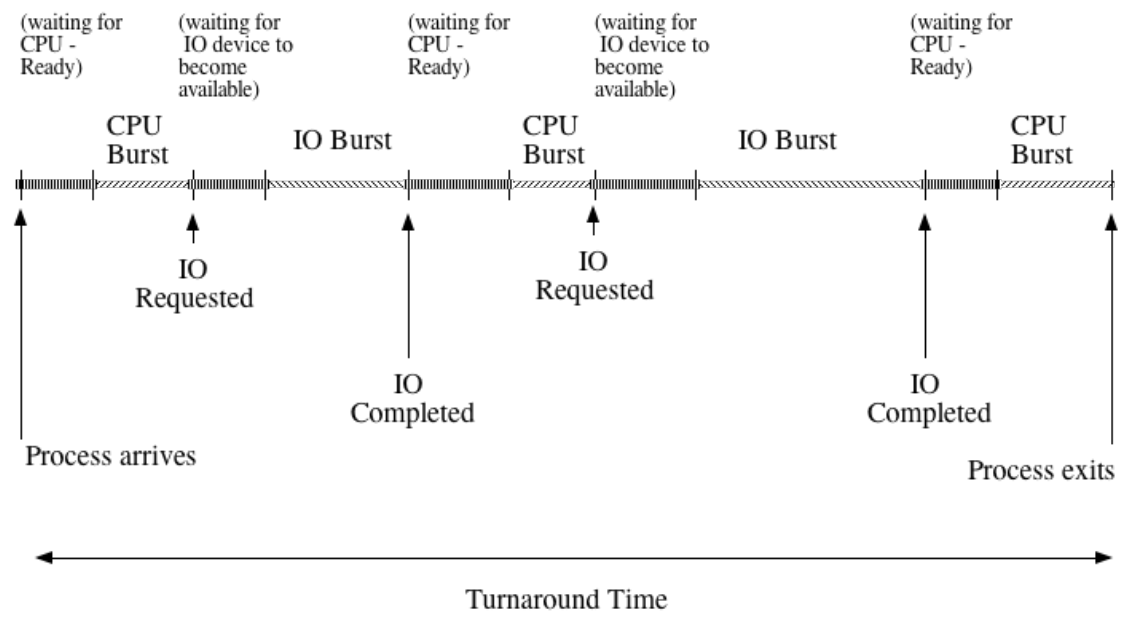 (waiting for
CPU -
Ready)
(waiting for
IO device to
become
available)
(waiting for
CPU -
Ready)
(waiting for
IO device to
become
available)
(waiting for
CPU -
Ready)
CPU
Burst
IO Burst
CPU
Burst
IO Burst
CPU
Burst
IO
Requested
IO
Requested
IO
Completed
IO
Completed
Process arrives
Process exits
Turnaround Time